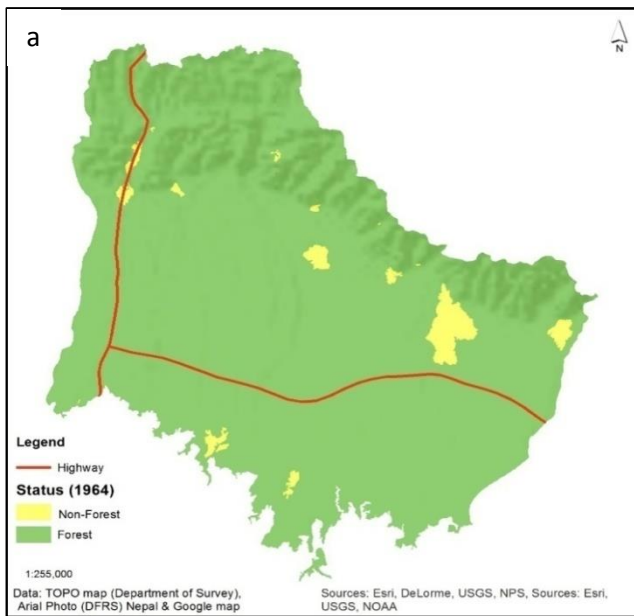 a
N
Legend
Highway
Status (1964)
Non-Forest
Forest
1:255,000
Data: TOPO map (Department of Survey),
Arial Photo (DFRS) Nepal & Google map
Sources: Esri, DeLorme, USGS, NPS, Sources: Esri,
USGS, NOAA